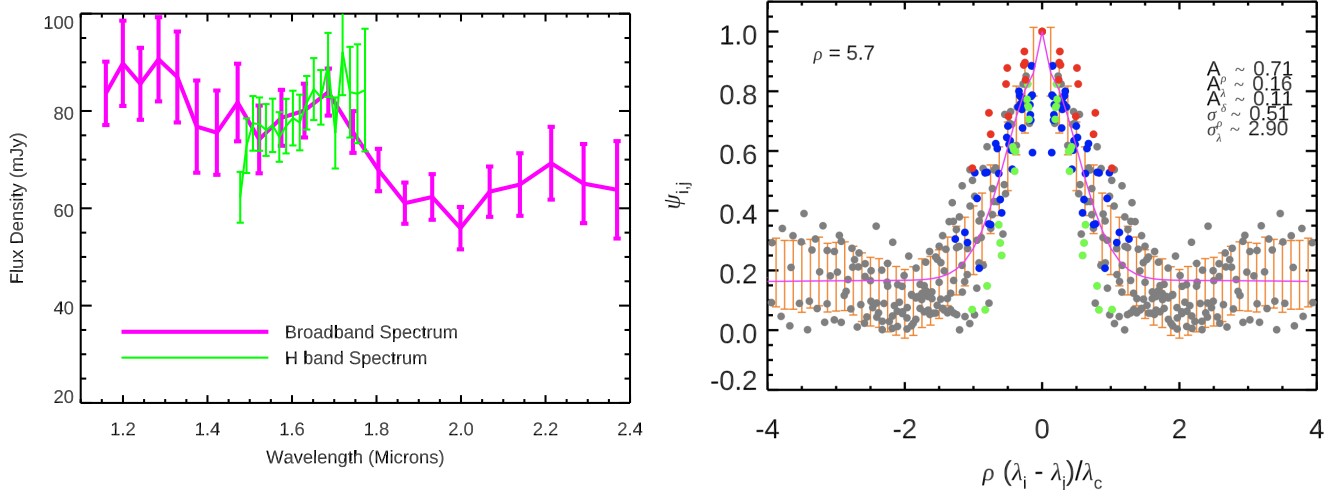 100
80
60
40
20
Flux Density (mJy)
Broadband Spectrum
H band Spectrum
1.2 1.4 1.6 1.8 2.0 2.2 2.4
Wavelength (Microns)
1.0
0.8
0.6
0.4
0.2
0.0
-0.2
ψi,j
ρ = 5.7
Aρ ~ 0.71
Aλ ~ 0.16
Aδ ~ 0.11
σρ ~ 0.51
σλ ~ 2.90
-4 -2 0 2 4
ρ (λi - λj)/λc